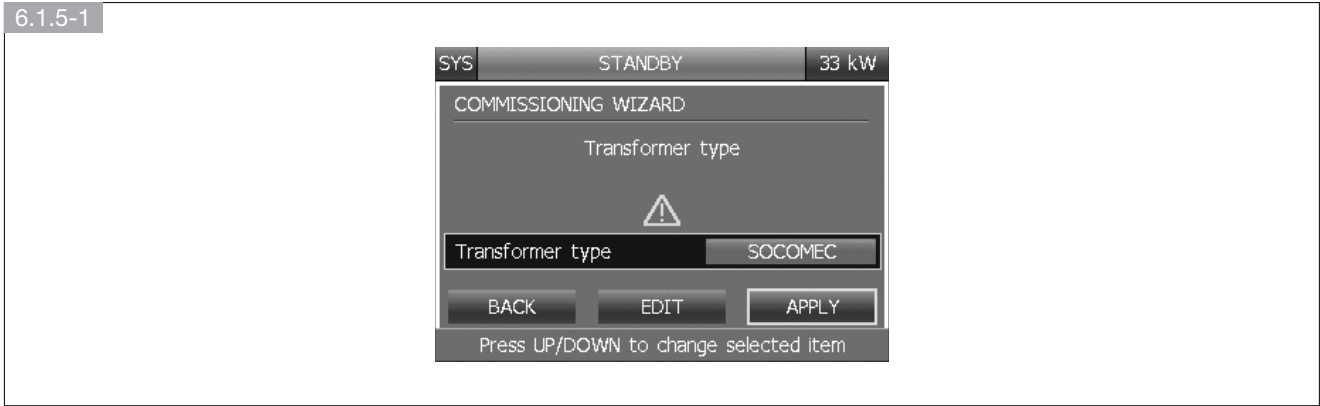 6.1.5-1
SYS STANDBY 33 kW
COMMISSIONING WIZARD
Transformer type
Transformer type SOCOMEC
BACK EDIT APPLY
Press UP/DOWN to change selected item